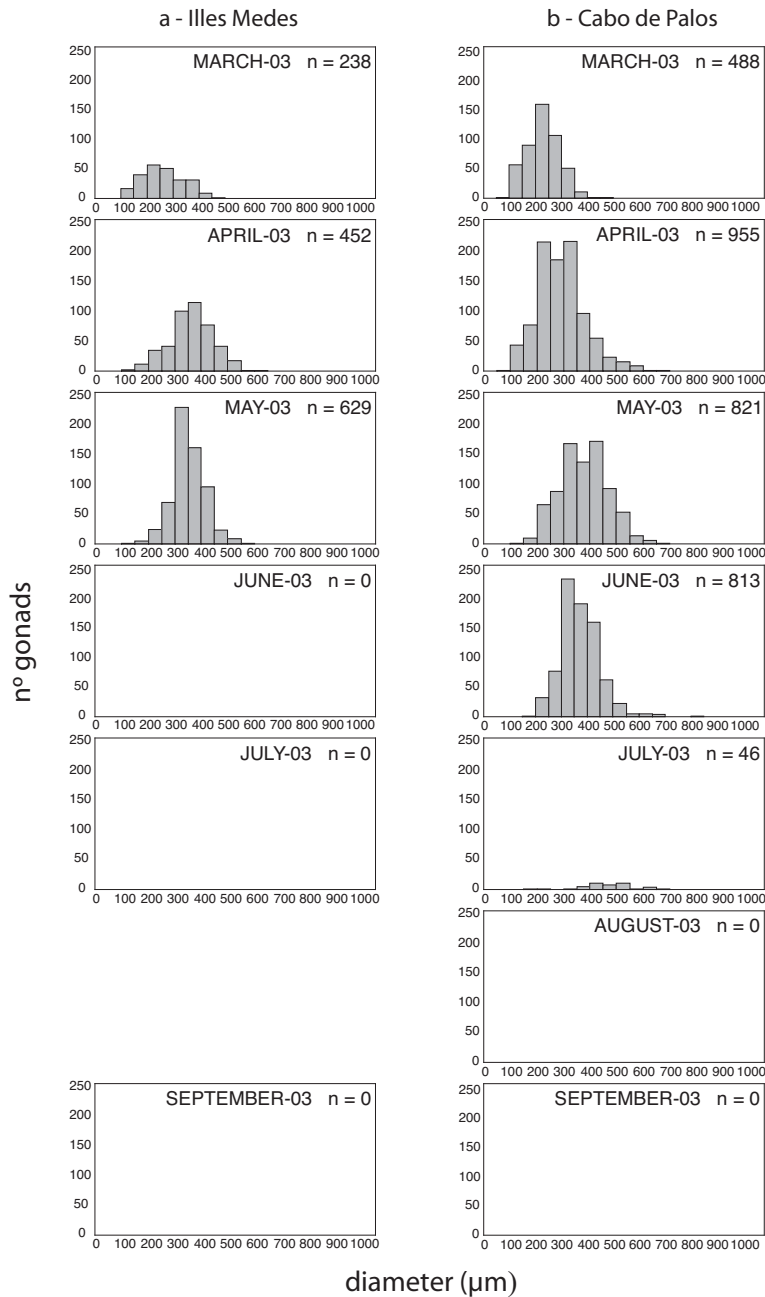 a - Illes Medes
b - Cabo de Palos
MARCH-03 n = 238
250
200
150
100
50
0
0 100 200 300 400 500 600 700 800 900 1000
MARCH-03 n = 488
250
200
150
100
50
0
0 100 200 300 400 500 600 700 800 900 1000
APRIL-03 n = 452
250
200
150
100
50
0
0 100 200 300 400 500 600 700 800 900 1000
APRIL-03 n = 955
250
200
150
100
50
0
0 100 200 300 400 500 600 700 800 900 1000
MAY-03 n = 629
250
200
150
100
50
0
0 100 200 300 400 500 600 700 800 900 1000
MAY-03 n = 821
250
200
150
100
50
0
0 100 200 300 400 500 600 700 800 900 1000
JUNE-03 n = 0
250
200
150
100
50
0
0 100 200 300 400 500 600 700 800 900 1000
JUNE-03 n = 813
250
200
150
100
50
0
0 100 200 300 400 500 600 700 800 900 1000
nº gonads
JULY-03 n = 0
250
200
150
100
50
0
0 100 200 300 400 500 600 700 800 900 1000
JULY-03 n = 46
250
200
150
100
50
0
0 100 200 300 400 500 600 700 800 900 1000
AUGUST-03 n = 0
250
200
150
100
50
0
0 100 200 300 400 500 600 700 800 900 1000
SEPTEMBER-03 n = 0
250
200
150
100
50
0
0 100 200 300 400 500 600 700 800 900 1000
SEPTEMBER-03 n = 0
250
200
150
100
50
0
0 100 200 300 400 500 600 700 800 900 1000
diameter (µm)